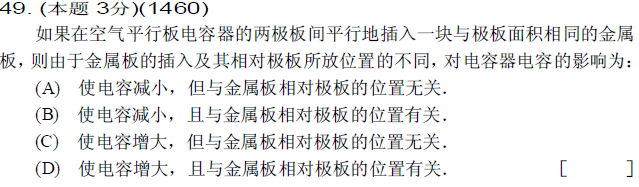 49. (本题 3分)(1460)
如果在空气平行板电容器的两极板间平行地插入一块与极板面积相同的金属
板，则由于金属板的插入及其相对极板所放位置的不同，对电容器电容的影响为：
(A) 使电容减小，但与金属板相对极板的位置无关．
(B) 使电容减小，且与金属板相对极板的位置有关．
(C) 使电容增大，但与金属板相对极板的位置无关．
(D) 使电容增大，且与金属板相对极板的位置有关． [ ]